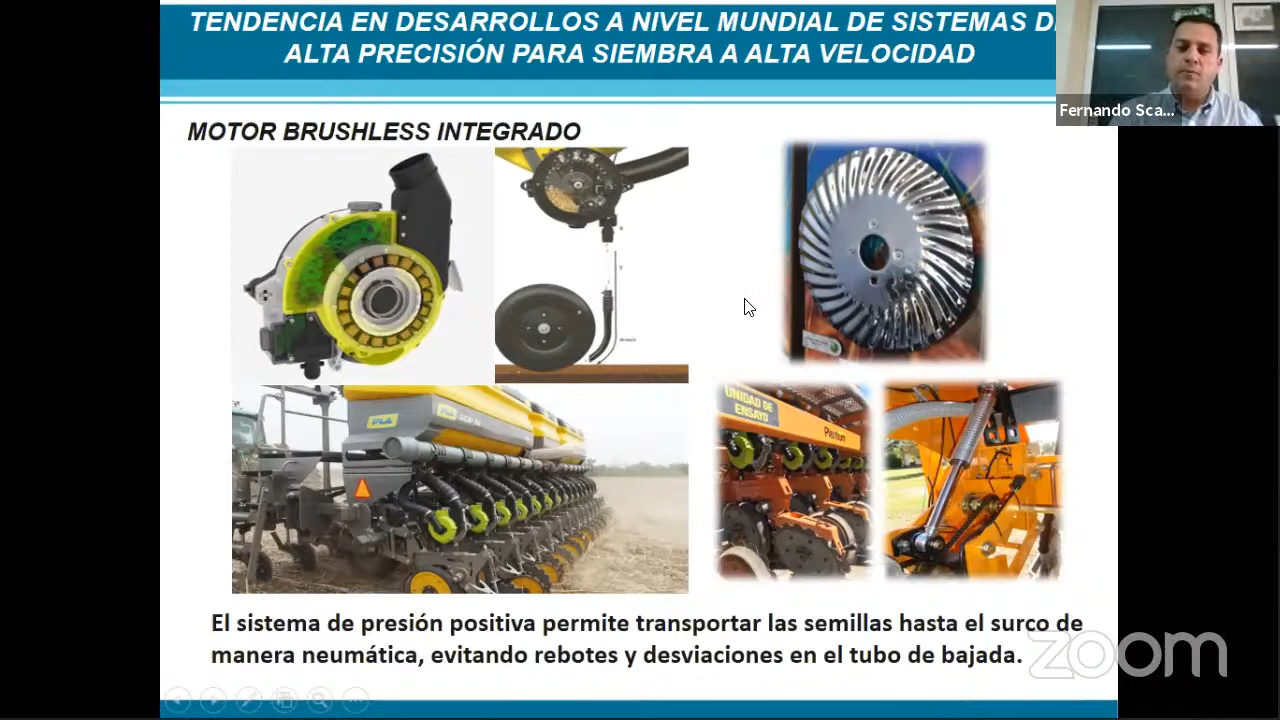 TENDENCIA EN DESARROLLOS A NIVEL MUNDIAL DE SISTEMAS
ALTA PRECISIÓN PARA SIEMBRA A ALTA VELOCIDAD
Fernando Sca...
MOTOR BRUSHLESS INTEGRADO
UNIDAD DE
ENSAYO
PLA
El sistema de presión positiva permite transportar las semillas hasta el surco de
manera neumática, evitando rebotes y desviaciones en el tubo de bajada.
zoom